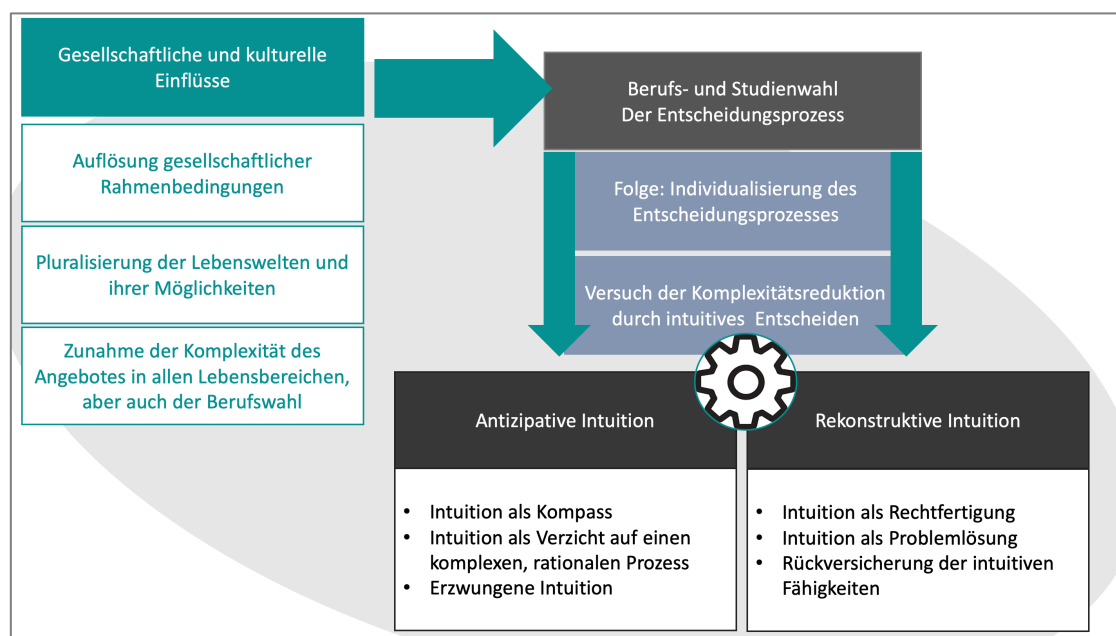 Gesellschaftliche und kulturelle
Einflüsse
Auflösung gesellschaftlicher
Rahmenbedingungen
Pluralisierung der Lebenswelten und
ihrer Möglichkeiten
Zunahme der Komplexität des
Angebotes in allen Lebensbereichen,
aber auch der Berufswahl
Berufs- und Studienwahl
Der Entscheidungsprozess
Folge: Individualisierung des
Entscheidungsprozesses
Versuch der Komplexitätsreduktion
durch intuitives Entscheiden
Antizipative Intuition
• Intuition als Kompass
• Intuition als Verzicht auf einen
komplexen, rationalen Prozess
• Erzwungene Intuition
Rekonstruktive Intuition
• Intuition als Rechtfertigung
• Intuition als Problemlösung
• Rückversicherung der intuitiven
Fähigkeiten